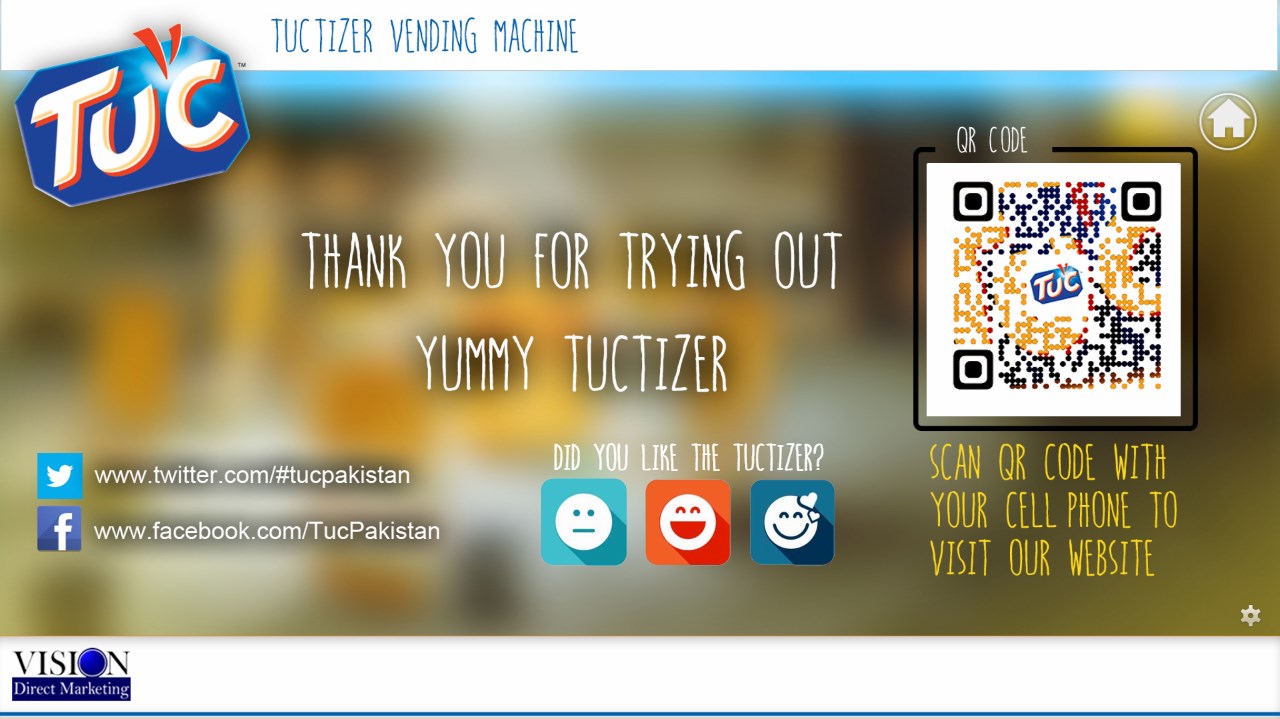 TUCTIZER VENDING MACHINE
TUC™
QR CODE
TUC
THANK YOU FOR TRYING OUT
YUMMY TUCTIZER
DID YOU LIKE THE TUCTIZER?
www.twitter.com/#tucpakistan
www.facebook.com/TucPakistan
SCAN QR CODE WITH
YOUR CELL PHONE TO
VISIT OUR WEBSITE
VISION
Direct Marketing